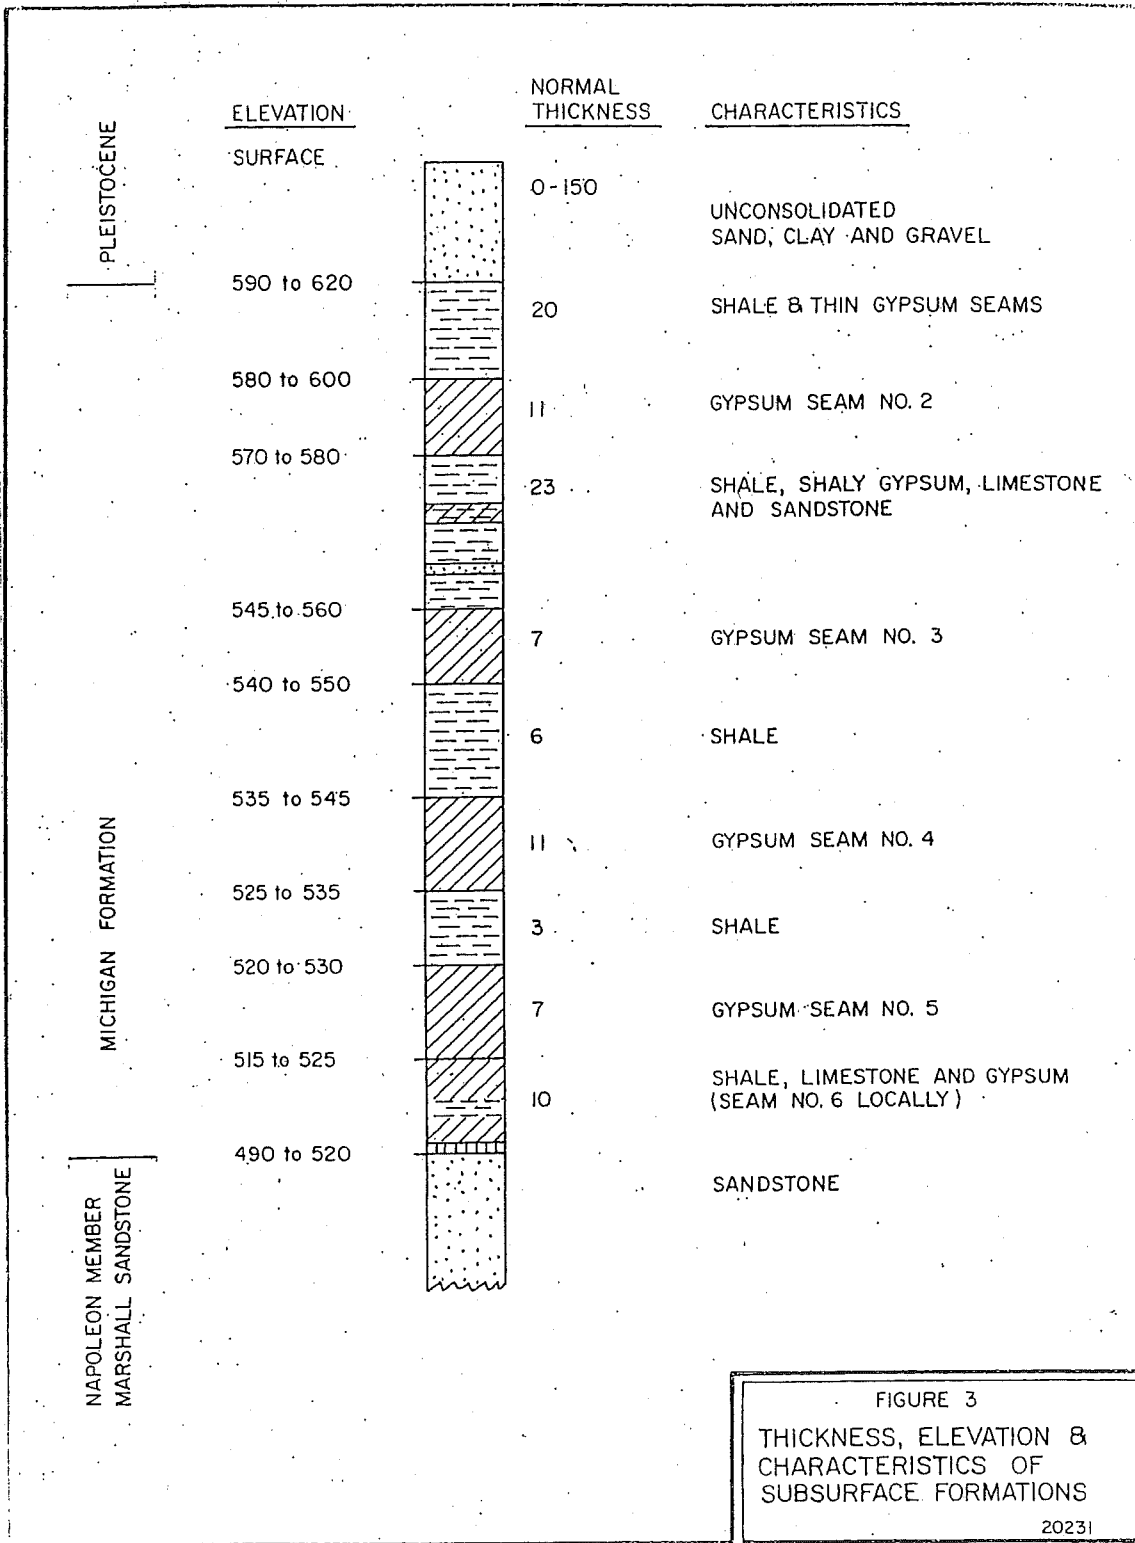 ELEVATION
NORMAL
THICKNESS
CHARACTERISTICS
PLEISTOCENE
SURFACE
0-150
UNCONSOLIDATED
SAND, CLAY AND GRAVEL
590 to 620
20
SHALE & THIN GYPSUM SEAMS
580 to 600
11
GYPSUM SEAM NO. 2
570 to 580
23
SHALE, SHALY GYPSUM, LIMESTONE
AND SANDSTONE
545 to 560
7
GYPSUM SEAM NO. 3
540 to 550
6
SHALE
535 to 545
11
GYPSUM SEAM NO. 4
MICHIGAN FORMATION
525 to 535
3
SHALE
520 to 530
7
GYPSUM SEAM NO. 5
515 to 525
10
SHALE, LIMESTONE AND GYPSUM
(SEAM NO. 6 LOCALLY)
490 to 520
SANDSTONE
NAPOLEON MEMBER
MARSHALL SANDSTONE
FIGURE 3
THICKNESS, ELEVATION &
CHARACTERISTICS OF
SUBSURFACE FORMATIONS
20231